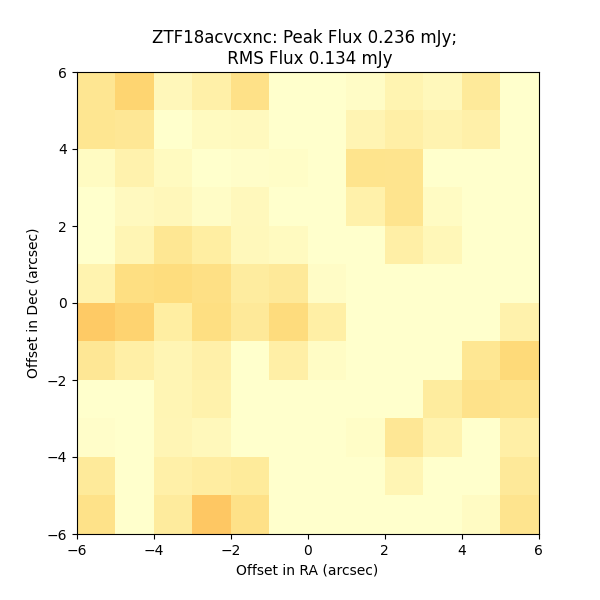 ZTF18acvcxnc: Peak Flux 0.236 mJy;
RMS Flux 0.134 mJy
6
4
2
0
−2
−4
−6
Offset in Dec (arcsec)
−6 −4 −2 0 2 4 6
Offset in RA (arcsec)